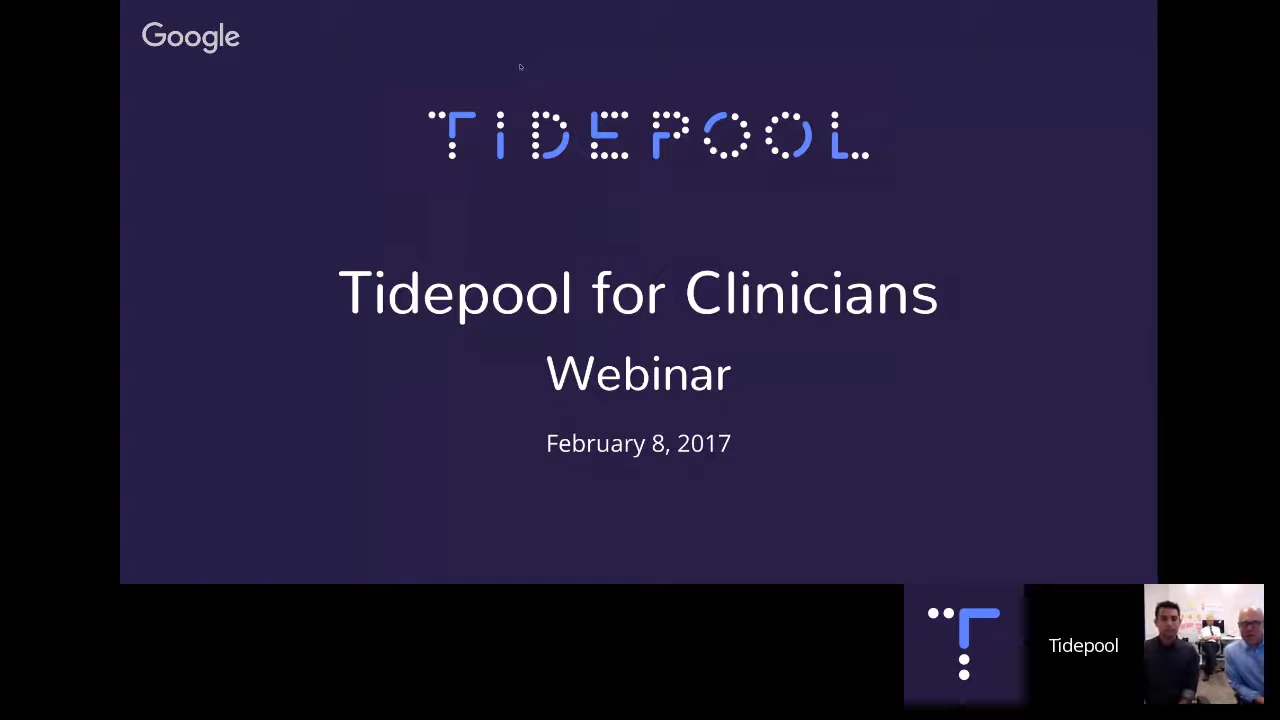 Google
TIDEPOOL
Tidepool for Clinicians
Webinar
February 8, 2017
T
Tidepool